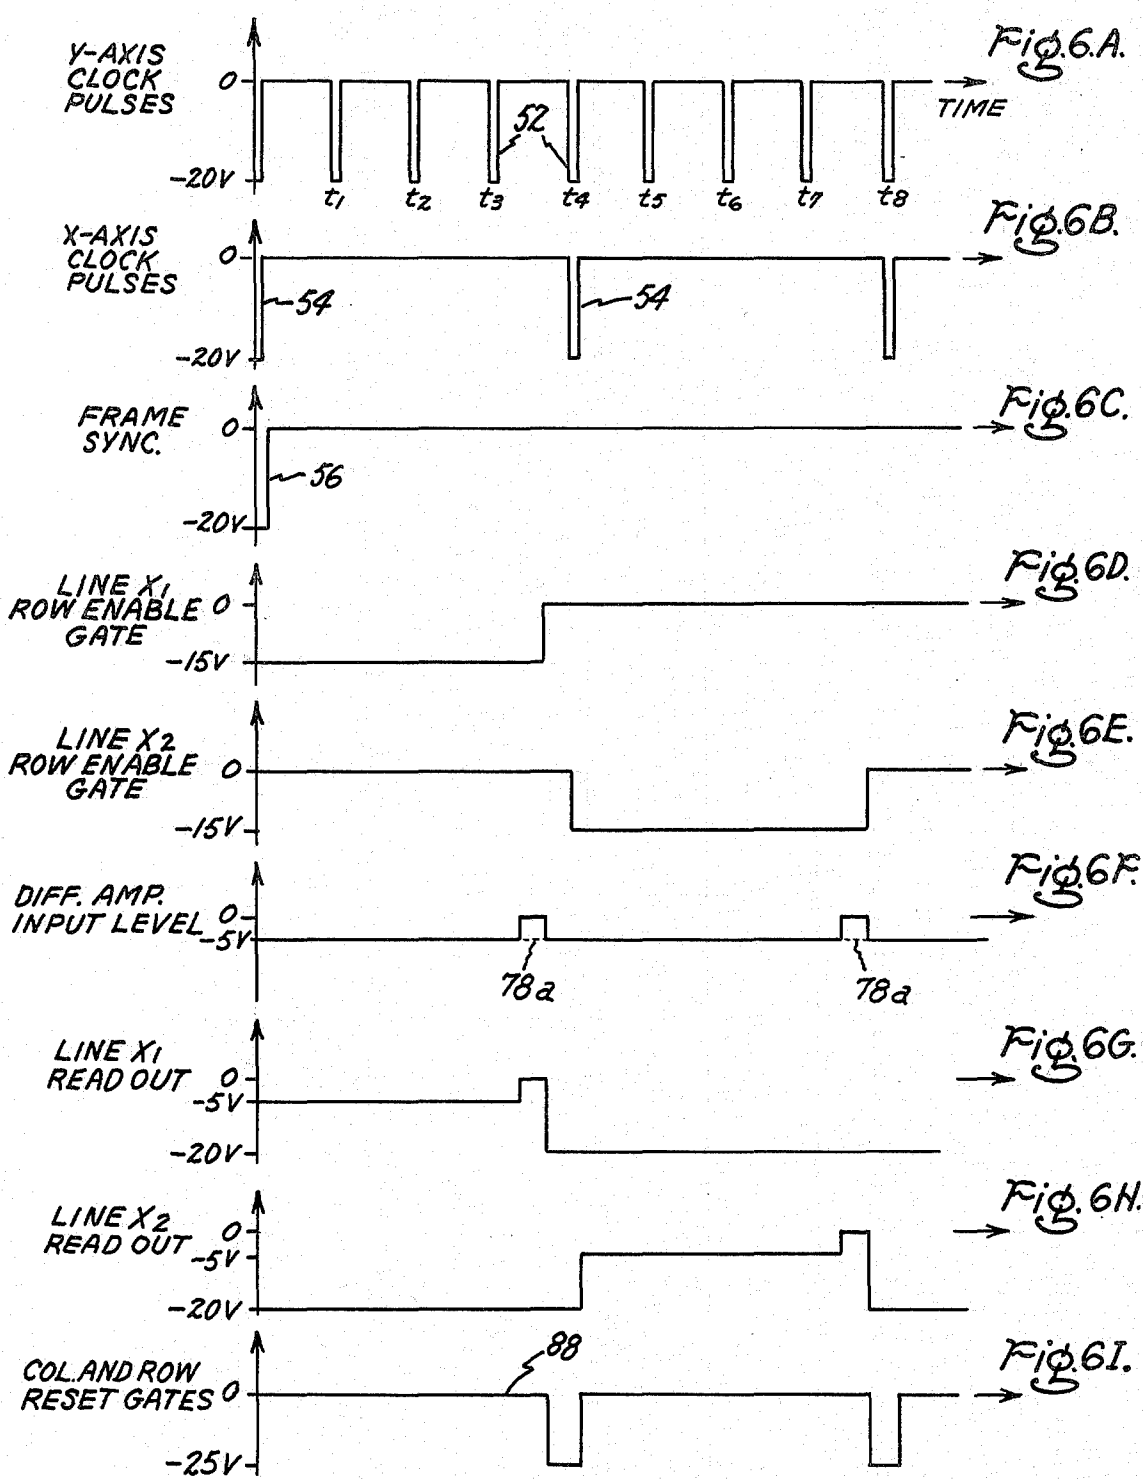 Fig.6.A.
Y-AXIS
CLOCK
PULSES
0
-20V
52
TIME
t1 t2 t3 t4 t5 t6 t7 t8
Fig.6B.
X-AXIS
CLOCK
PULSES
0
-20V
54
54
Fig.6C.
FRAME
SYNC.
0
-20V
56
Fig.6D.
LINE X1
ROW ENABLE
GATE
0
-15V
Fig.6E.
LINE X2
ROW ENABLE
GATE
0
-15V
Fig.6F.
DIFF. AMP.
INPUT LEVEL
0
-5V
78a
78a
Fig.6G.
LINE X1
READ OUT
0
-5V
-20V
Fig.6H.
LINE X2
READ OUT
0
-5V
-20V
Fig.6I.
COL. AND ROW
RESET GATES
0
-25V
88